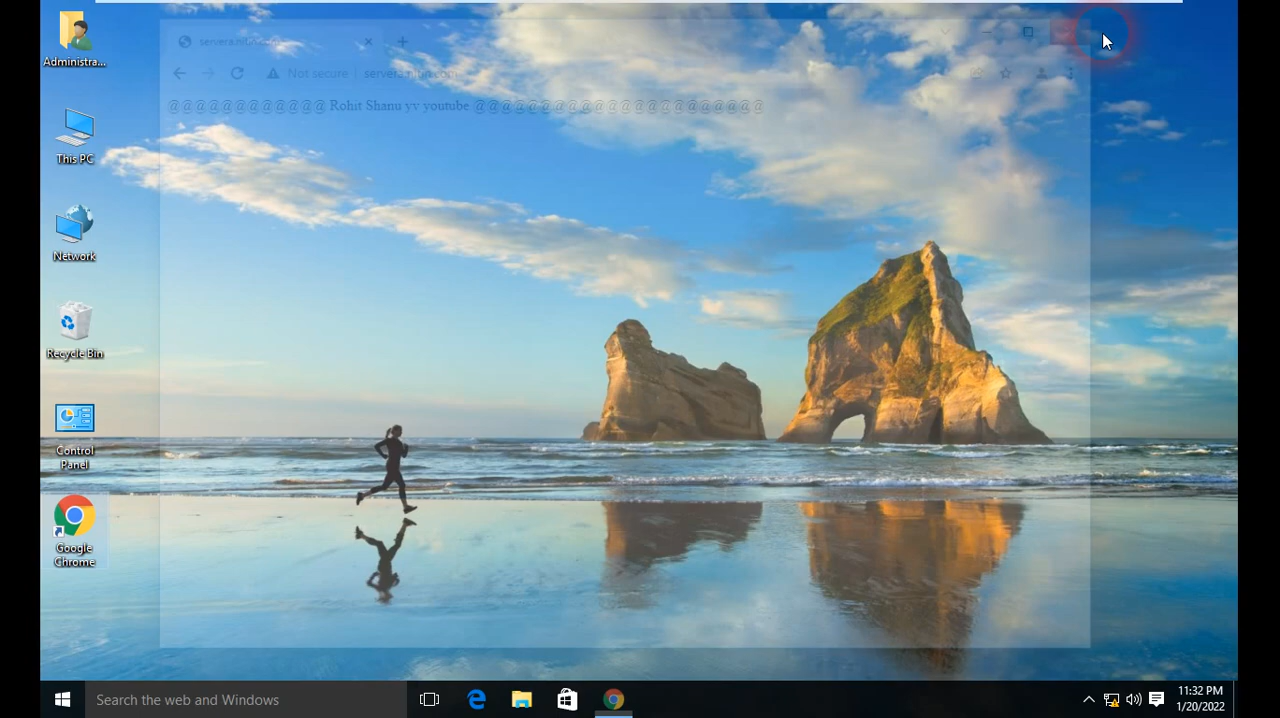 Administra...
This PC
Network
Recycle Bin
Control
Panel
Google
Chrome
Not secure
@@@@@@@@@@@@ Rohit Shanu yv youtube @@@@@@@@@@@@@@@@@@@@@@
Search the web and Windows
11:32 PM
1/20/2022